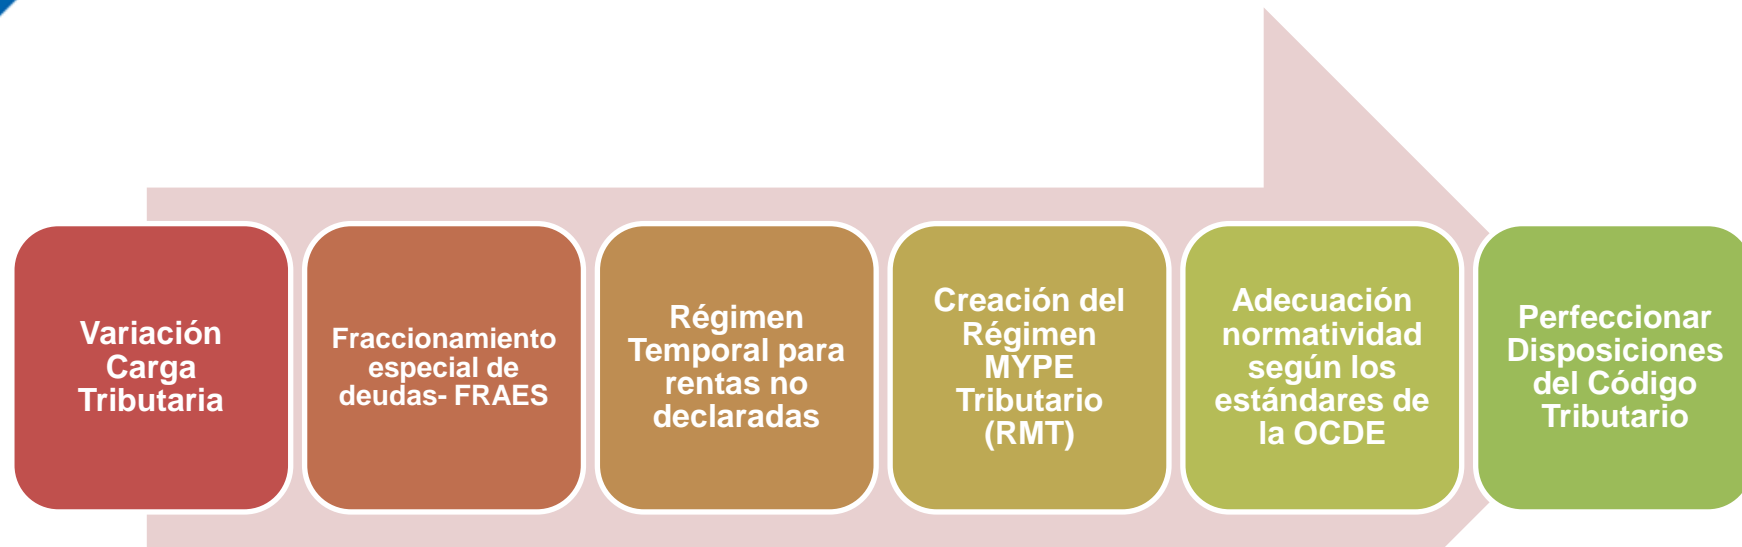 Variación
Carga
Tributaria
Fraccionamiento
especial de
deudas- FRAES
Régimen
Temporal para
rentas no
declaradas
Creación del
Régimen
MYPE
Tributario
(RMT)
Adecuación
normatividad
según los
estándares de
la OCDE
Perfeccionar
Disposiciones
del Código
Tributario